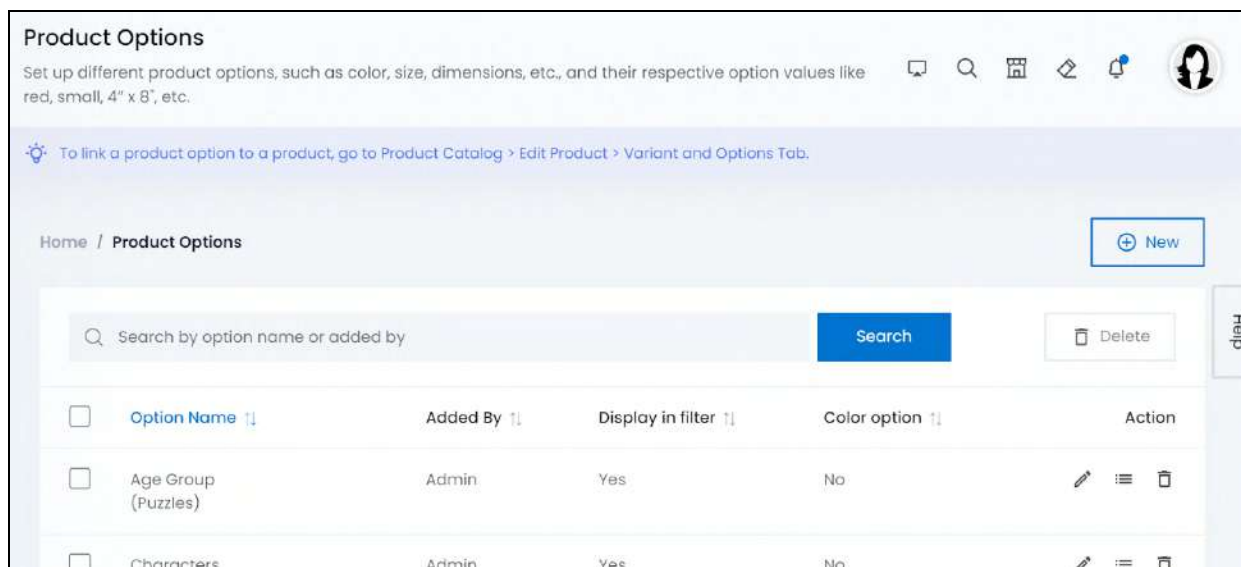 Product Options
Set up different product options, such as color, size, dimensions, etc., and their respective option values like
red, small, 4" x 8", etc.
To link a product option to a product, go to Product Catalog > Edit Product > Variant and Options Tab.
Home / Product Options
New
Search by option name or added by
Search
Delete
Help
Option Name Added By Display in filter Color option Action
Age Group Admin Yes No
(Puzzles)
Characters Admin Yes No